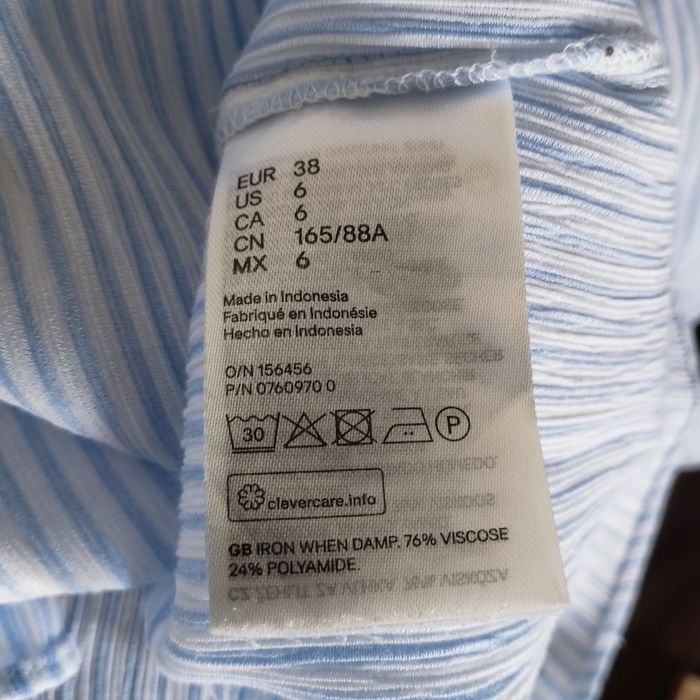 EUR 38
US 6
CA 6
CN 165/88A
MX 6
Made in Indonesia
Fabriqué en Indonésie
Hecho en Indonesia
O/N 156456
P/N 0760970 0
30 P
clevercare.info
GB IRON WHEN DAMP. 76% VISCOSE
24% POLYAMIDE.